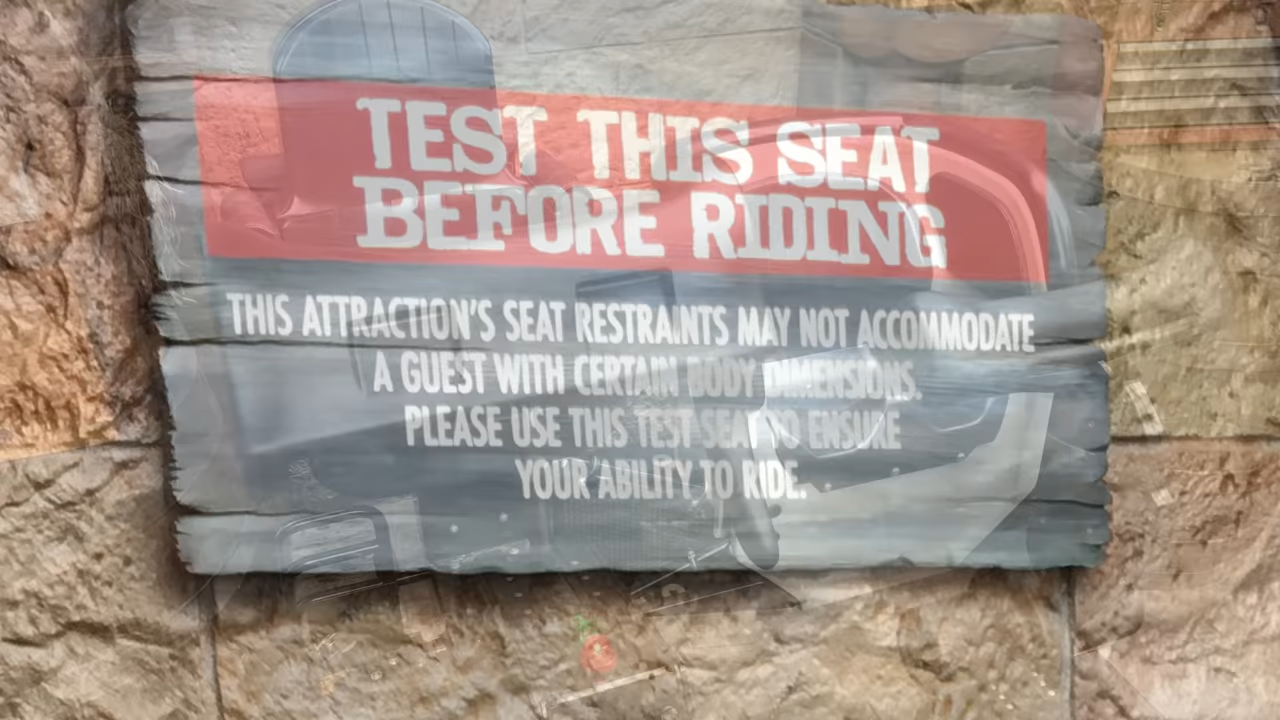 TEST THIS SEAT
BEFORE RIDING
THIS ATTRACTION'S SEAT RESTRAINTS MAY NOT ACCOMMODATE
A GUEST WITH CERTAIN BODY DIMENSIONS.
PLEASE USE THIS TEST SEAT TO ENSURE
YOUR ABILITY TO RIDE.